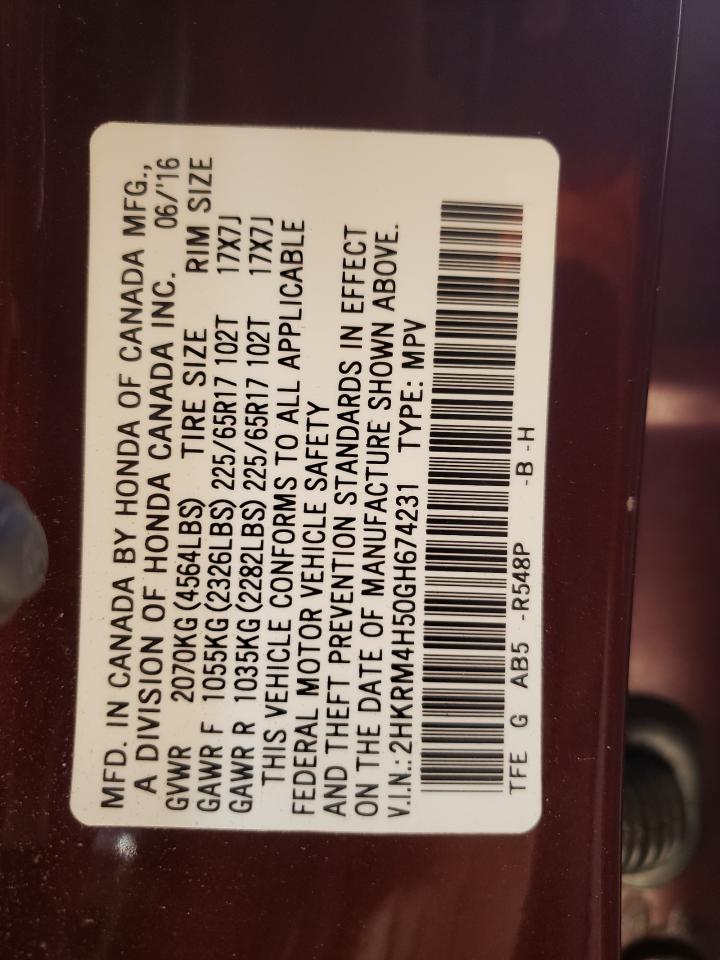 MFD. IN CANADA BY HONDA OF CANADA MFG.,
A DIVISION OF HONDA CANADA INC. 06/'16
GVWR 2070KG(4564LBS) TIRE SIZE RIM SIZE
GAWR F 1055KG(2326LBS) 225/65R17 102T 17X7J
GAWR R 1035KG(2282LBS) 225/65R17 102T 17X7J
THIS VEHICLE CONFORMS TO ALL APPLICABLE
FEDERAL MOTOR VEHICLE SAFETY
AND THEFT PREVENTION STANDARDS IN EFFECT
ON THE DATE OF MANUFACTURE SHOWN ABOVE.
V.I.N.:2HKRM4H50GH674231 TYPE: MPV
TFE G AB5 -R548P -B -H